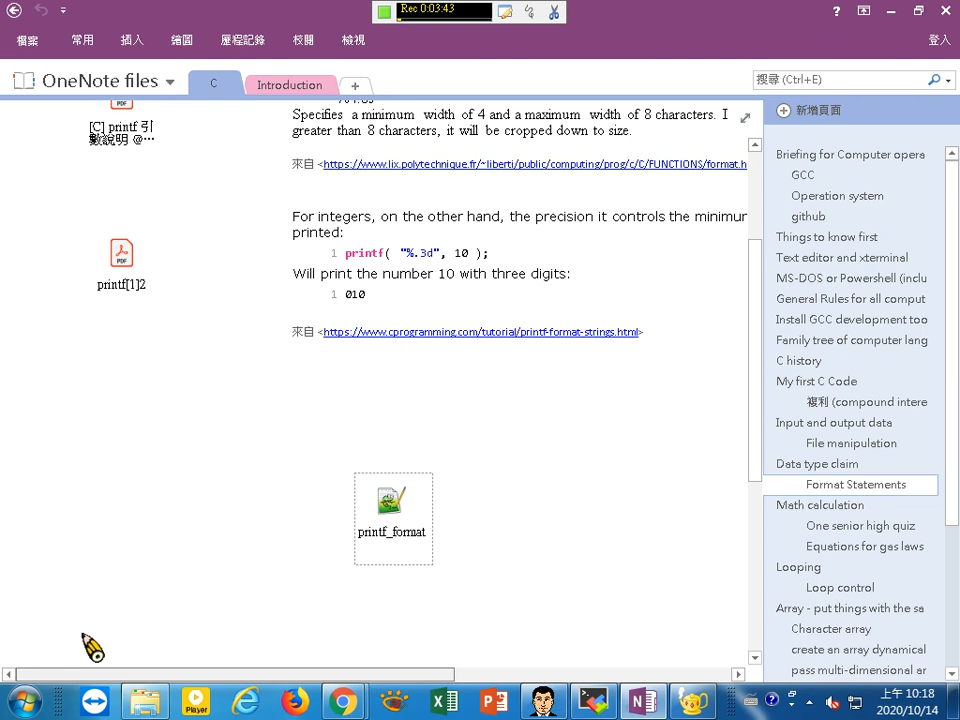 Rec 0:03:43
?
檔案 常用 插入 繪圖 歷程記錄 校閱 檢視 登入
OneNote files C Introduction + 搜尋 (Ctrl+E)
新增頁面
PDF
[C] printf 引
數說明 @…
Specifies a minimum width of 4 and a maximum width of 8 characters. I
greater than 8 characters, it will be cropped down to size.
來自 <https://www.lix.polytechnique.fr/~liberti/public/computing/prog/c/C/FUNCTIONS/format.h
For integers, on the other hand, the precision it controls the minimur
printed:
1 printf( "%.3d", 10 );
Will print the number 10 with three digits:
1 010
來自 <https://www.cprogramming.com/tutorial/printf-format-strings.html>
PDF
printf[1]2
printf_format
Briefing for Computer opera
GCC
Operation system
github
Things to know first
Text editor and xterminal
MS-DOS or Powershell (inclu
General Rules for all comput
Install GCC development too
Family tree of computer lang
C history
My first C Code
複利 (compound intere
Input and output data
File manipulation
Data type claim
Format Statements
Math calculation
One senior high quiz
Equations for gas laws
Looping
Loop control
Array - put things with the sa
Character array
create an array dynamical
pass multi-dimensional ar
Player
上午 10:18
2020/10/14